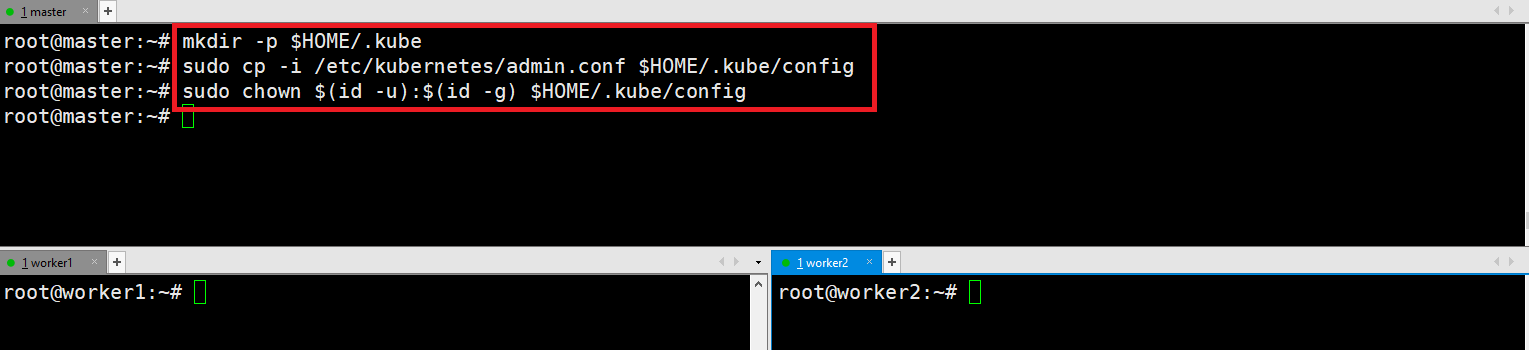 1 master × +
root@master:~# mkdir -p $HOME/.kube
root@master:~# sudo cp -i /etc/kubernetes/admin.conf $HOME/.kube/config
root@master:~# sudo chown $(id -u):$(id -g) $HOME/.kube/config
root@master:~#
1 worker1 × +
root@worker1:~#
1 worker2 × +
root@worker2:~#